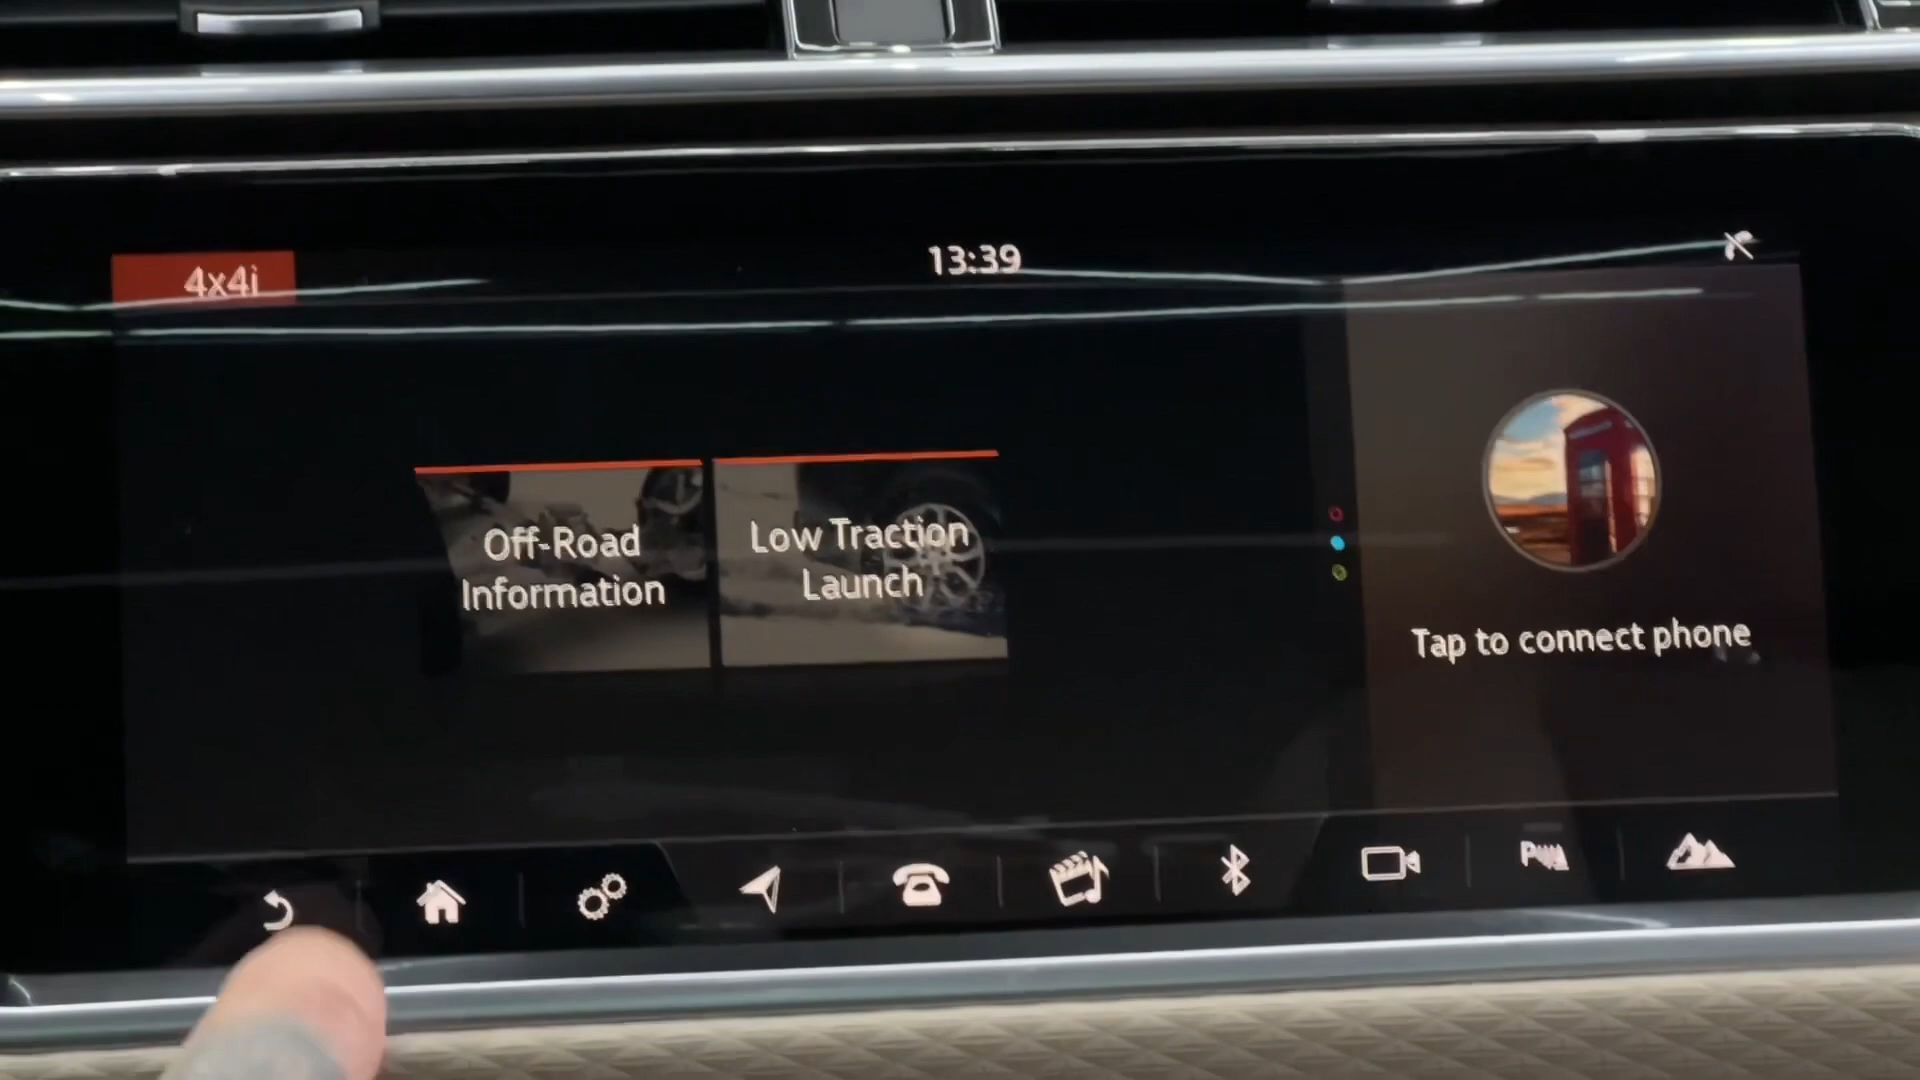 4x4i
13:39
Off-Road
Information
Low Traction
Launch
Tap to connect phone